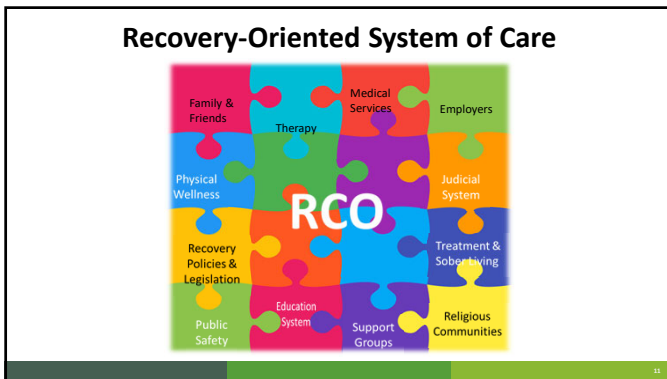 Recovery-Oriented System of Care
Family &
Friends
Therapy
Medical
Services
Employers
Physical
Wellness
RCO
Judicial
System
Recovery
Policies &
Legislation
Treatment &
Sober Living
Public
Safety
Education
System
Support
Groups
Religious
Communities
11